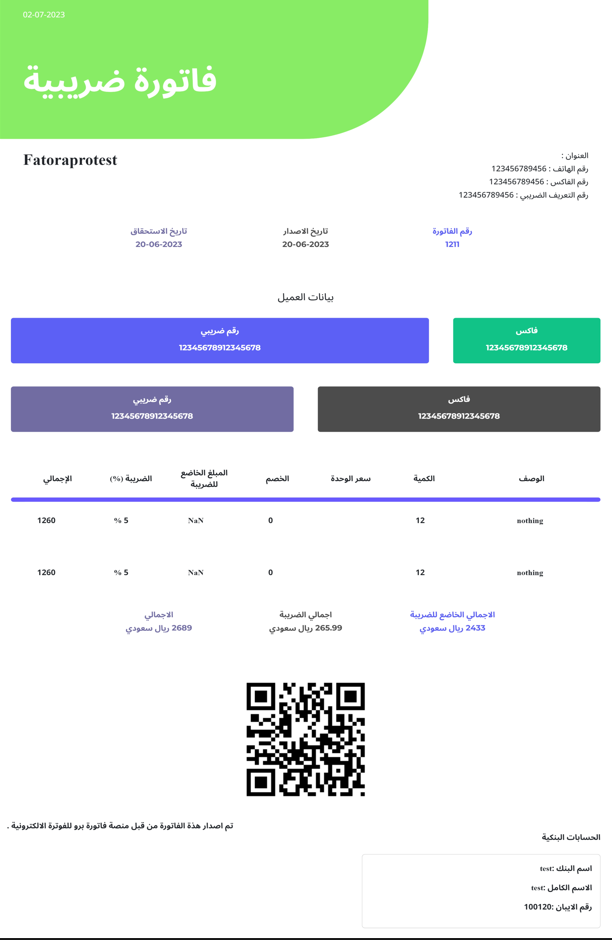 02-07-2023
فاتورة ضريبية
Fatoraprotest
العنوان :
رقم الهاتف : 123456789456
رقم الفاكس : 123456789456
رقم التعريف الضريبي : 123456789456
رقم الفاتورة تاريخ الاصدار تاريخ الاستحقاق
1211 20-06-2023 20-06-2023
بيانات العميل
فاكس رقم ضريبي
12345678912345678 12345678912345678
فاكس رقم ضريبي
12345678912345678 12345678912345678
الوصف الكمية سعر الوحدة الخصم المبلغ الخاضع للضريبة الضريبة (%) الإجمالي
nothing 12 0 NaN 5 % 1260
nothing 12 0 NaN 5 % 1260
الاجمالي الخاضع للضريبة اجمالي الضريبة الاجمالي
2433 ريال سعودي 265.99 ريال سعودي 2689 ريال سعودي
تم اصدار هذة الفاتورة من قبل منصة فاتورة برو للفوترة الالكترونية .
الحسابات البنكية
اسم البنك :test
الاسم الكامل :test
رقم الايبان :100120